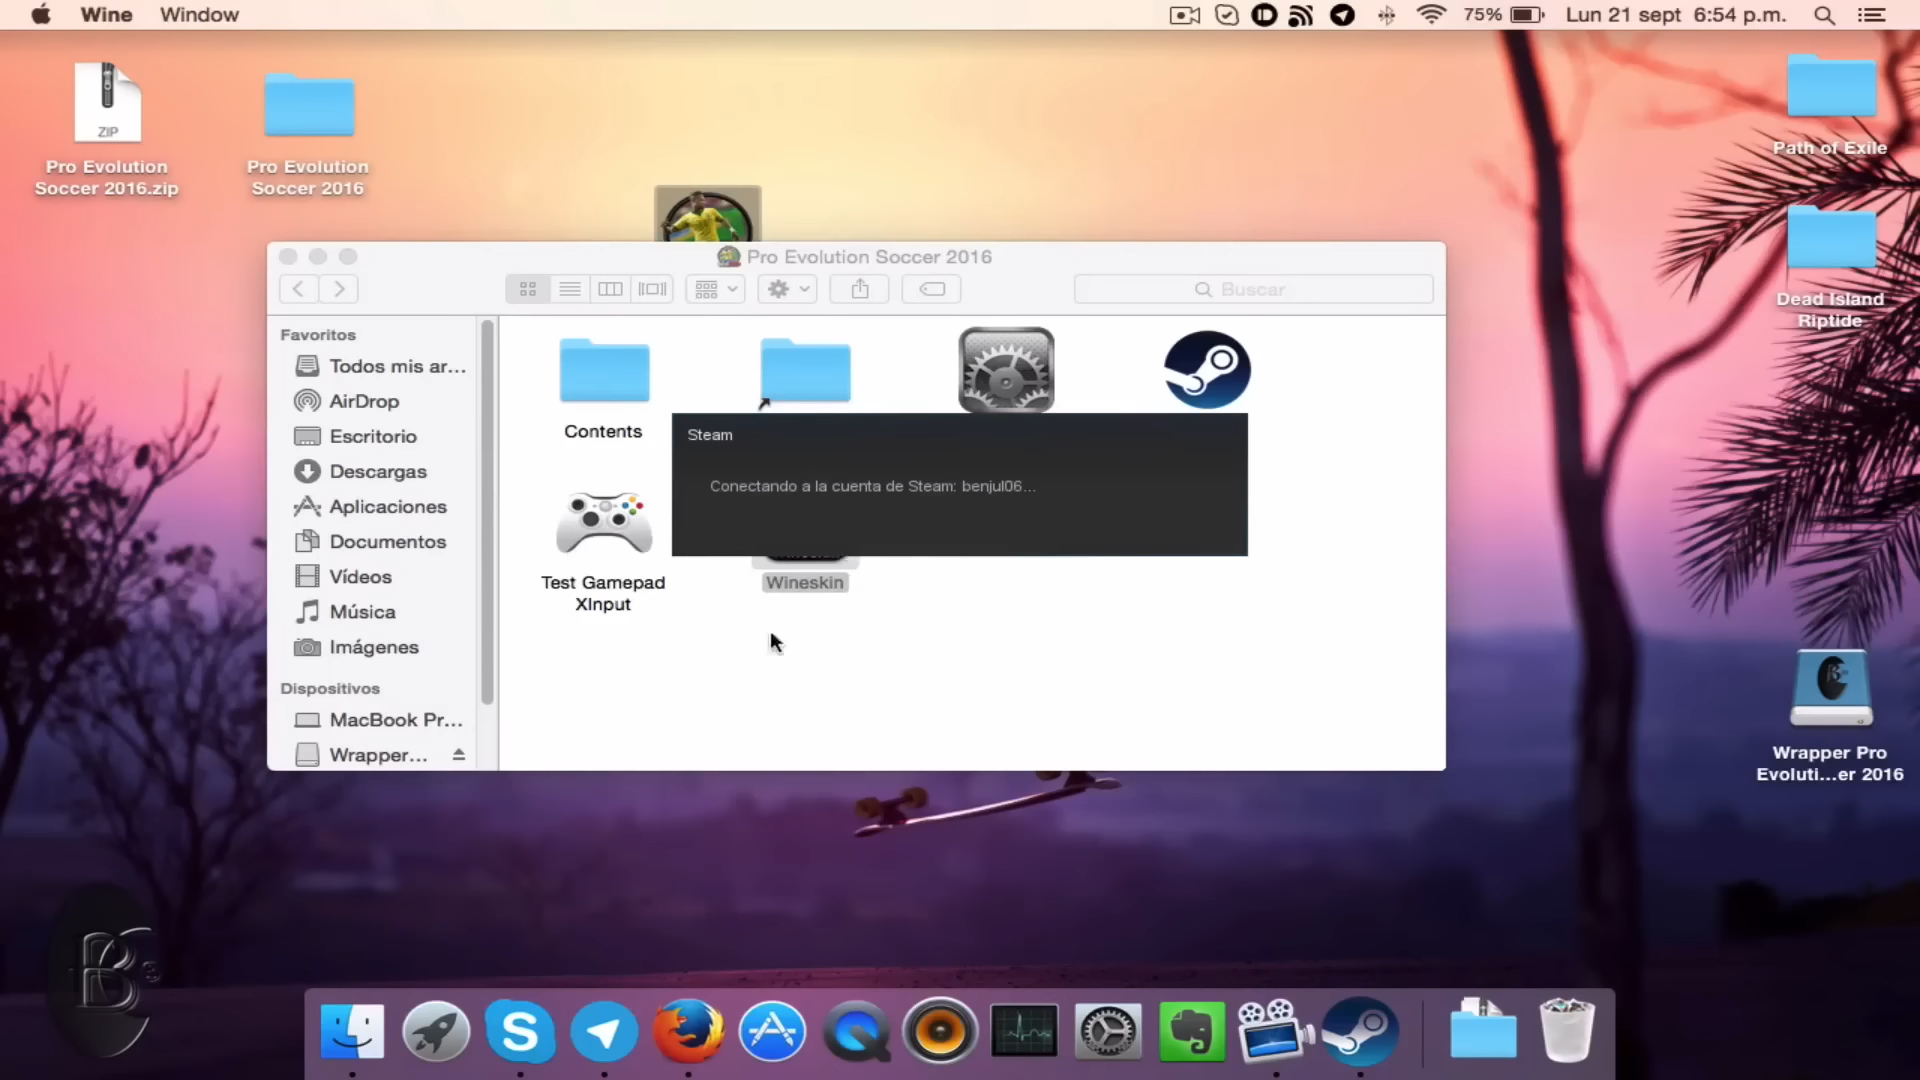 Wine Window
75% Lun 21 sept 6:54 p.m.
ZIP
Pro Evolution
Soccer 2016.zip
Pro Evolution
Soccer 2016
Path of Exile
Dead Island
Riptide
Wrapper Pro
Evoluti...er 2016
Pro Evolution Soccer 2016
Buscar
Favoritos
Todos mis ar...
AirDrop
Escritorio
Descargas
Aplicaciones
Documentos
Vídeos
Música
Imágenes
Dispositivos
MacBook Pr...
Wrapper...
Contents
Test Gamepad
XInput
Wineskin
Steam
Conectando a la cuenta de Steam: benjul06...